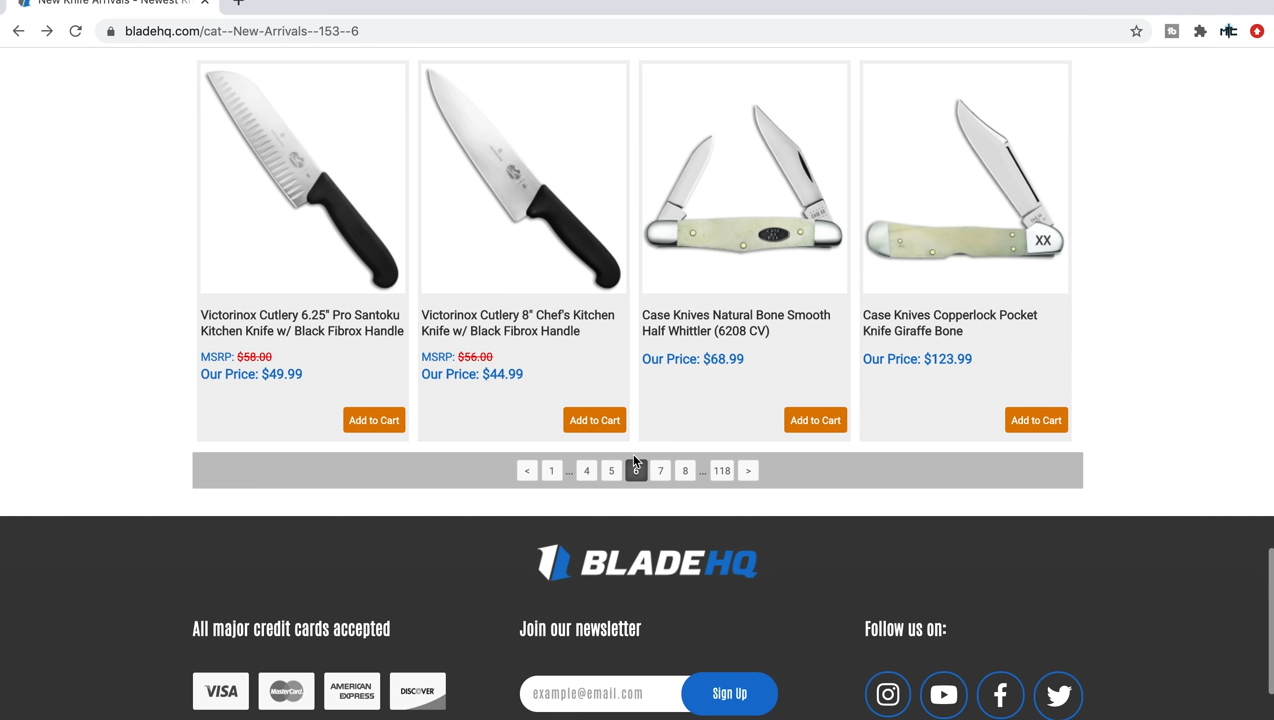 New Knife Arrivals - Newest Kn
bladehq.com/cat--New-Arrivals--153--6
XX
Victorinox Cutlery 6.25" Pro Santoku
Kitchen Knife w/ Black Fibrox Handle
MSRP: $58.00
Our Price: $49.99
Add to Cart
Victorinox Cutlery 8" Chef's Kitchen
Knife w/ Black Fibrox Handle
MSRP: $56.00
Our Price: $44.99
Add to Cart
Case Knives Natural Bone Smooth
Half Whittler (6208 CV)
Our Price: $68.99
Add to Cart
Case Knives Copperlock Pocket
Knife Giraffe Bone
Our Price: $123.99
Add to Cart
< 1 ... 4 5 6 7 8 ... 118 >
BLADEHQ
All major credit cards accepted
VISA MasterCard AMERICAN EXPRESS DISCOVER
Join our newsletter
example@email.com Sign Up
Follow us on: